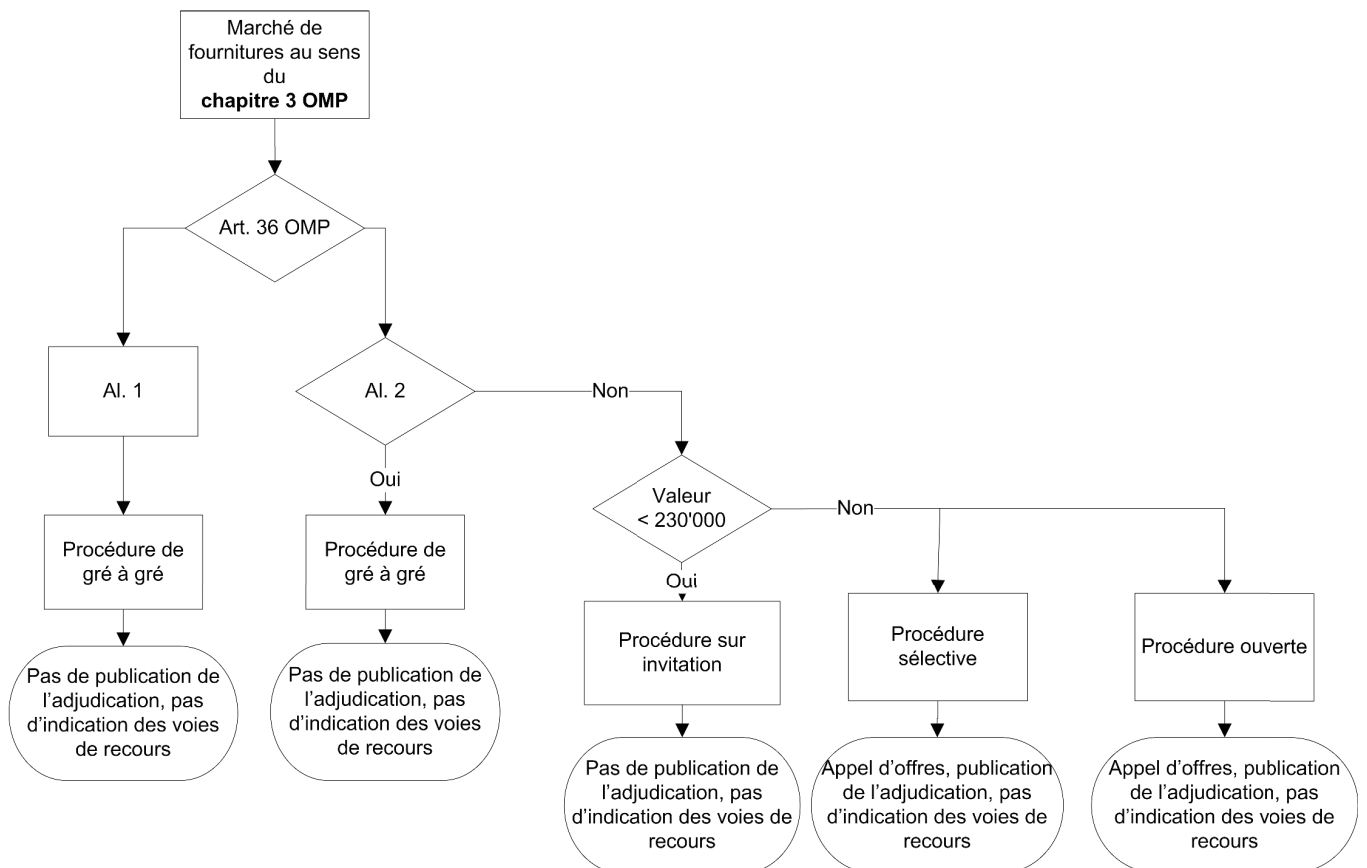 Marché de
fournitures au sens
du
chapitre 3 OMP
Art. 36 OMP
Al. 1
Al. 2
Non
Oui
Valeur
< 230'000
Non
Oui
Procédure de
gré à gré
Procédure de
gré à gré
Procédure sur
invitation
Procédure
sélective
Procédure ouverte
Pas de publication de
l’adjudication, pas
d’indication des voies
de recours
Pas de publication de
l’adjudication, pas
d’indication des voies
de recours
Pas de publication de
l’adjudication, pas
d’indication des voies de
recours
Appel d’offres, publication
de l’adjudication, pas
d’indication des voies de
recours
Appel d’offres, publication
de l’adjudication, pas
d’indication des voies de
recours